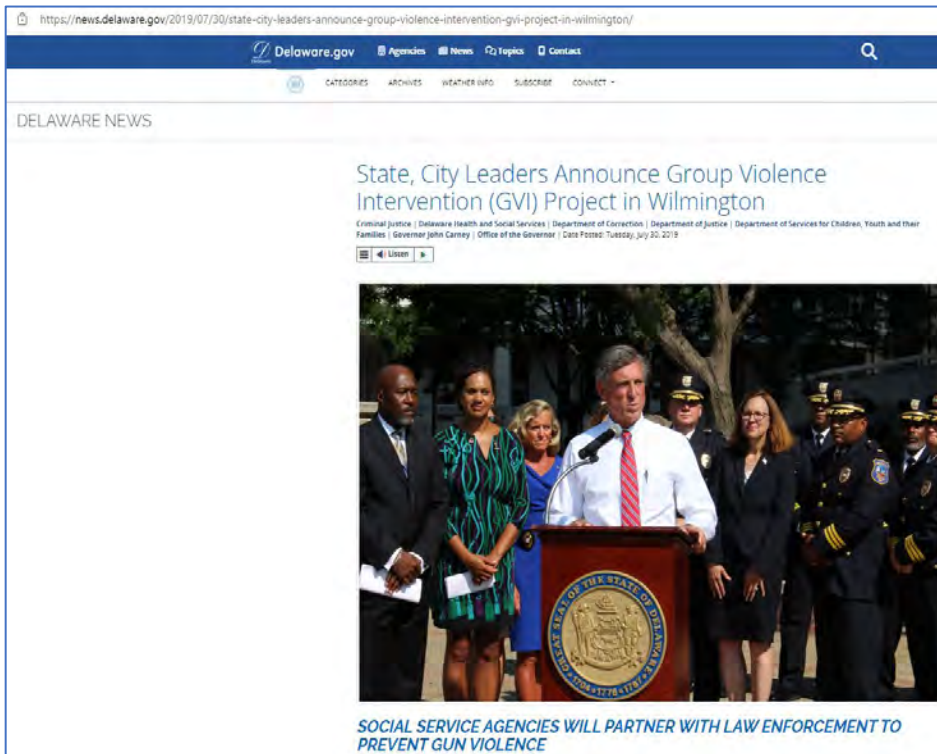 https://news.delaware.gov/2019/07/30/state-city-leaders-announce-group-violence-intervention-gvi-project-in-wilmington/
Delaware.gov Agencies News Topics Contact
CATEGORIES ARCHIVES WEATHER INFO SUBSCRIBE CONNECT
DELAWARE NEWS
State, City Leaders Announce Group Violence
Intervention (GVI) Project in Wilmington
Criminal Justice | Delaware Health and Social Services | Department of Correction | Department of Justice | Department of Services for Children, Youth and their
Families | Governor John Carney | Office of the Governor | Date Posted: Tuesday, July 30, 2019
Listen
GREAT SEAL OF THE STATE OF DELAWARE
1704 • 1776 • 1787
SOCIAL SERVICE AGENCIES WILL PARTNER WITH LAW ENFORCEMENT TO
PREVENT GUN VIOLENCE